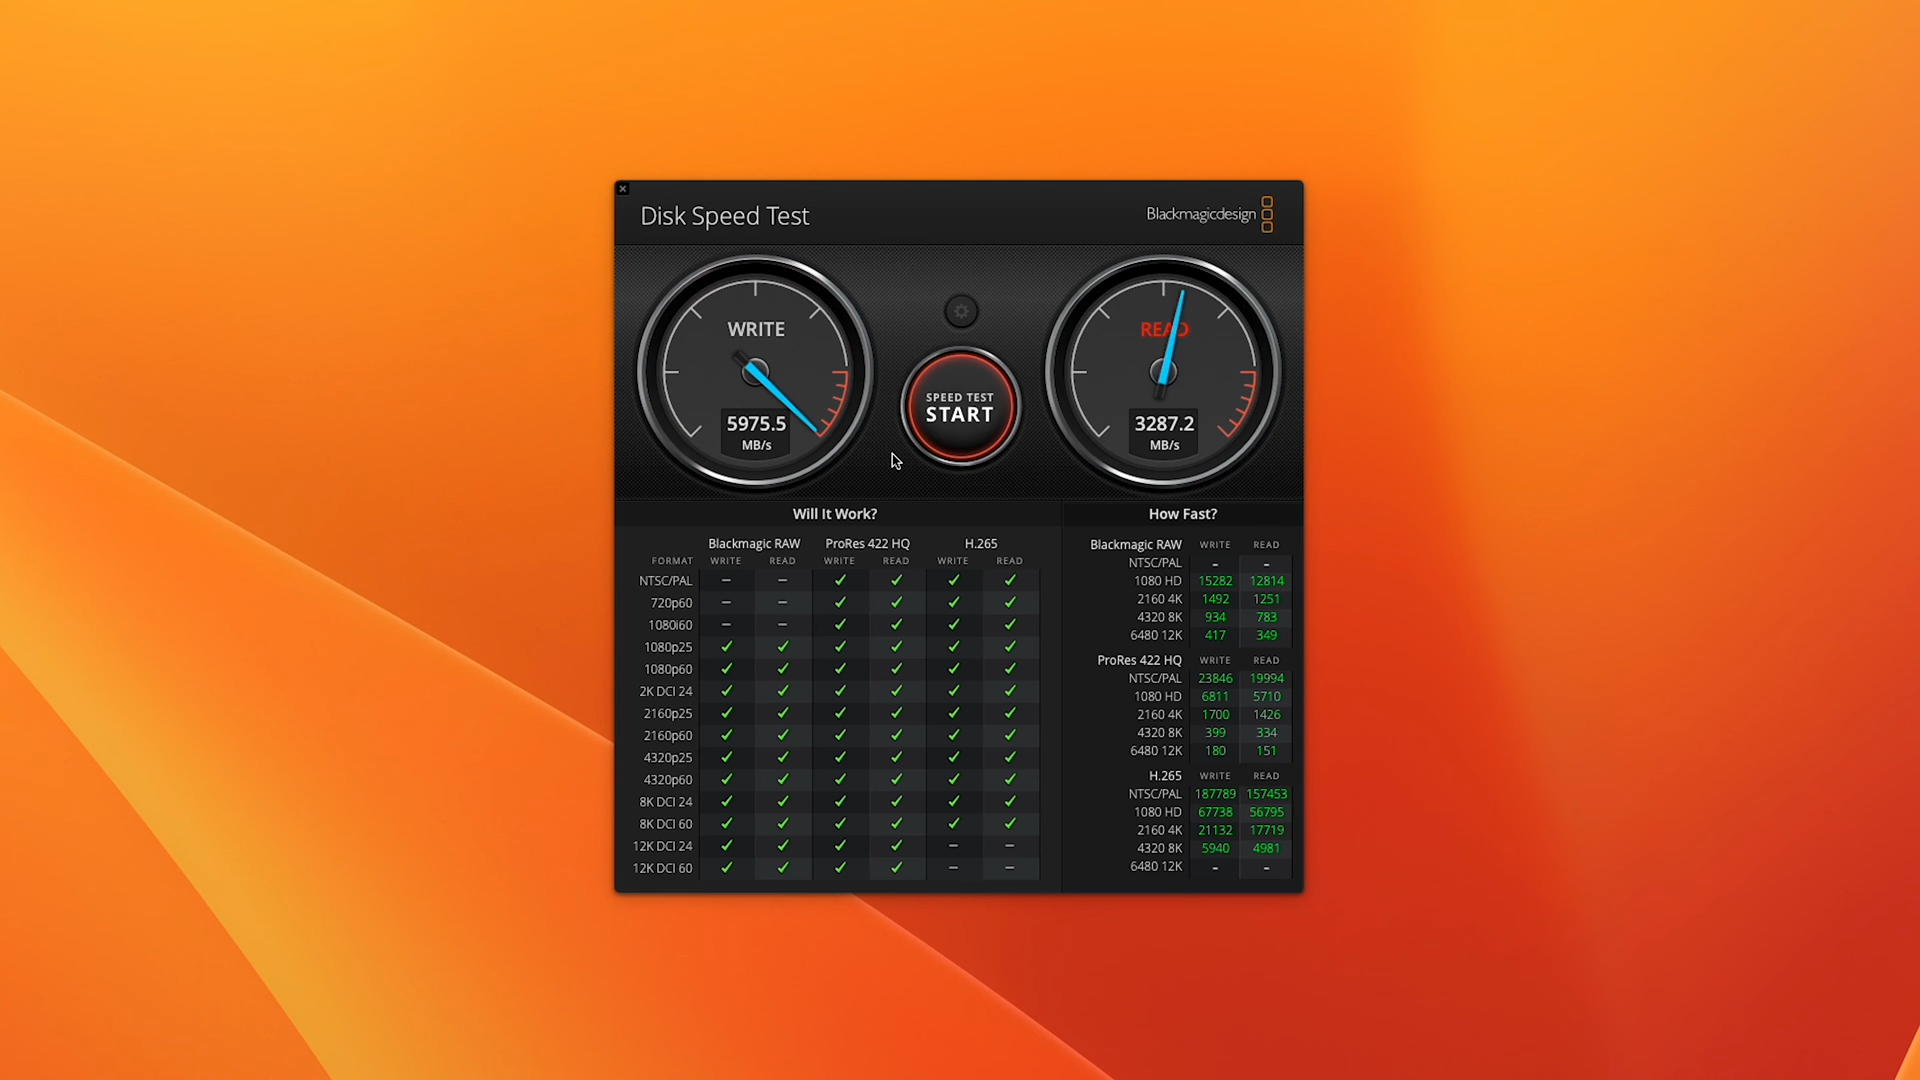 Disk Speed Test
Blackmagicdesign
WRITE
5975.5
MB/s
SPEED TEST
START
READ
3287.2
MB/s
Will It Work?
Blackmagic RAW ProRes 422 HQ H.265
FORMAT WRITE READ WRITE READ WRITE READ
NTSC/PAL – – ✓ ✓ ✓ ✓
720p60 – – ✓ ✓ ✓ ✓
1080i60 – – ✓ ✓ ✓ ✓
1080p25 ✓ ✓ ✓ ✓ ✓ ✓
1080p60 ✓ ✓ ✓ ✓ ✓ ✓
2K DCI 24 ✓ ✓ ✓ ✓ ✓ ✓
2160p25 ✓ ✓ ✓ ✓ ✓ ✓
2160p60 ✓ ✓ ✓ ✓ ✓ ✓
4320p25 ✓ ✓ ✓ ✓ ✓ ✓
4320p60 ✓ ✓ ✓ ✓ ✓ ✓
8K DCI 24 ✓ ✓ ✓ ✓ ✓ ✓
8K DCI 60 ✓ ✓ ✓ ✓ ✓ ✓
12K DCI 24 ✓ ✓ ✓ ✓ – –
12K DCI 60 ✓ ✓ ✓ ✓ – –
How Fast?
Blackmagic RAW WRITE READ
NTSC/PAL - -
1080 HD 15282 12814
2160 4K 1492 1251
4320 8K 934 783
6480 12K 417 349
ProRes 422 HQ WRITE READ
NTSC/PAL 23846 19994
1080 HD 6811 5710
2160 4K 1700 1426
4320 8K 399 334
6480 12K 180 151
H.265 WRITE READ
NTSC/PAL 187789 157453
1080 HD 67738 56795
2160 4K 21132 17719
4320 8K 5940 4981
6480 12K - -